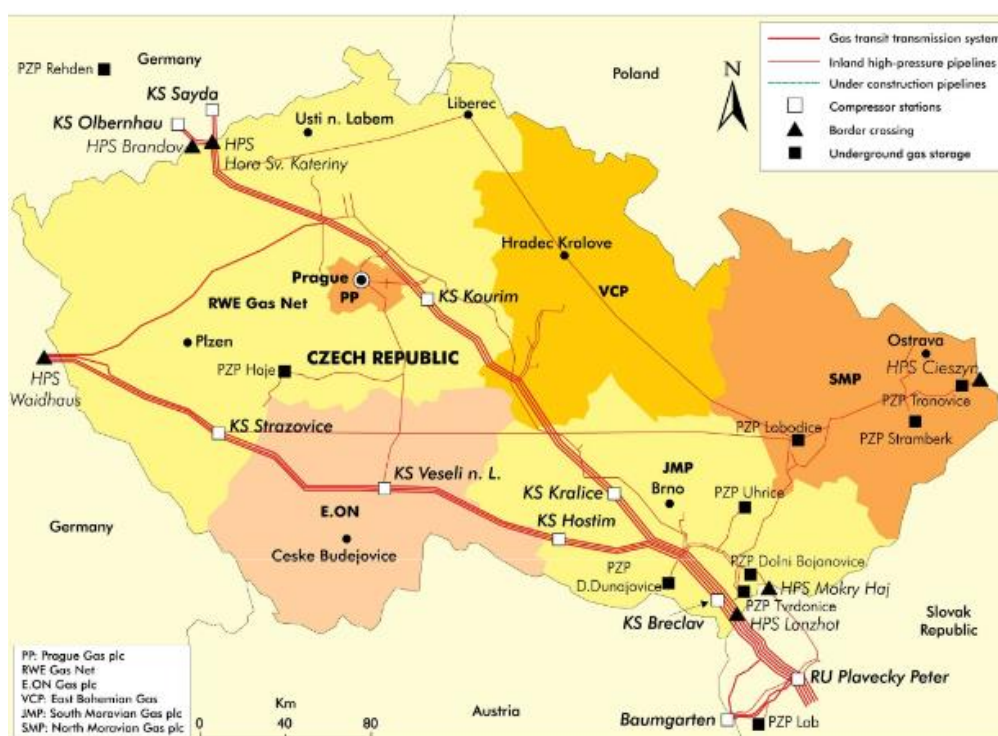 Germany
PZP Rehden
Poland
N
Gas transit transmission system
Inland high-pressure pipelines
Under construction pipelines
Compressor stations
Border crossing
Underground gas storage
KS Sayda
KS Olbernhau
HPS Brandov
HPS
Hora Sv. Kateriny
Usti n. Labem
Liberec
Hradec Kralove
VCP
Prague
PP
KS Kourim
RWE Gas Net
Plzen
CZECH REPUBLIC
HPS
Waidhaus
PZP Haje
Ostrava
HPS Cieszyn
SMP
PZP Tranovice
PZP Stramberk
PZP Lobodice
KS Strazovice
KS Veseli n. L.
JMP
Brno
KS Kralice
PZP Uhrice
KS Hostim
E.ON
Ceske Budejovice
Germany
PZP
D.Dunajovice
PZP Dolni Bojanovice
HPS Mokry Haj
PZP Tvrdonice
HPS Lanzhot
KS Breclav
Slovak
Republic
RU Plavecky Peter
Baumgarten
PZP Lab
Austria
PP: Prague Gas plc
RWE Gas Net
E.ON Gas plc
VCP: East Bohemian Gas
JMP: South Moravian Gas plc
SMP: North Moravian Gas plc
Km
0 40 80